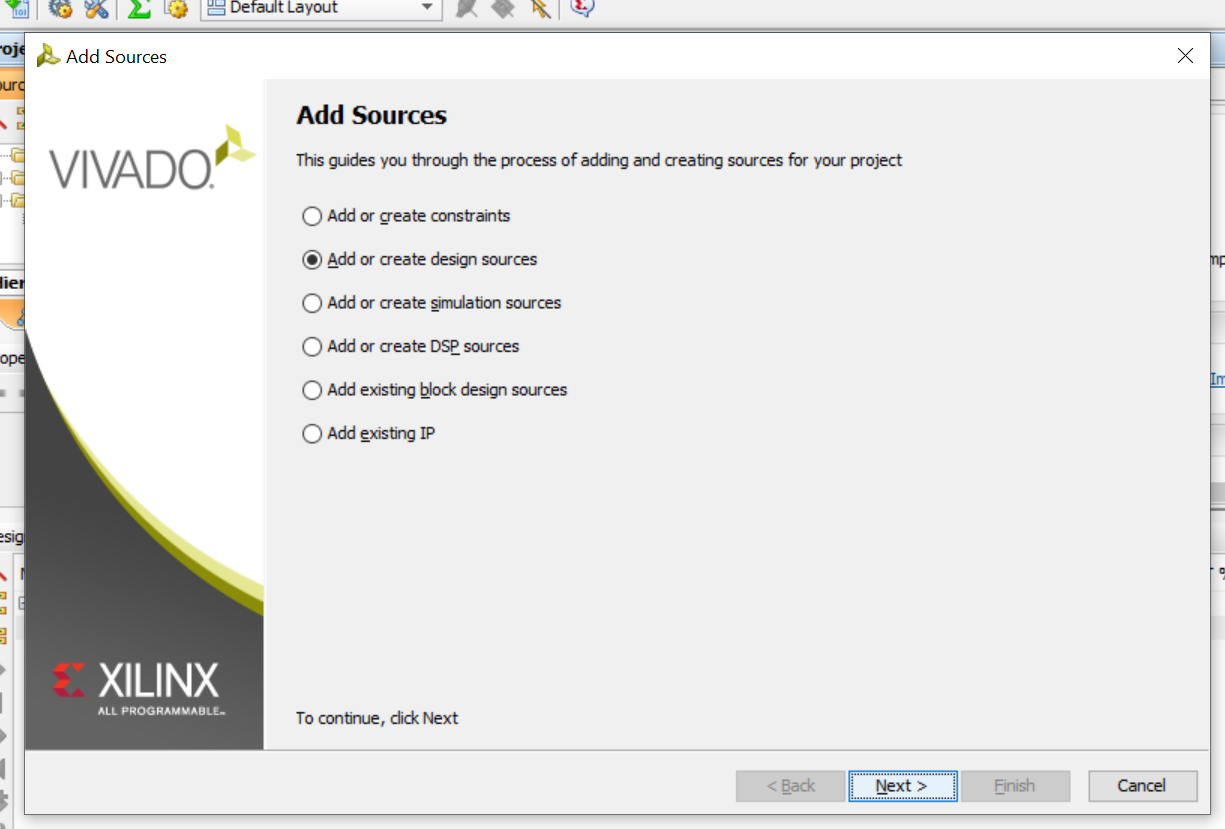 Default Layout
Add Sources
VIVADO.
Add Sources
This guides you through the process of adding and creating sources for your project
Add or create constraints
Add or create design sources
Add or create simulation sources
Add or create DSP sources
Add existing block design sources
Add existing IP
XILINX
ALL PROGRAMMABLE™
To continue, click Next
< Back
Next >
Finish
Cancel